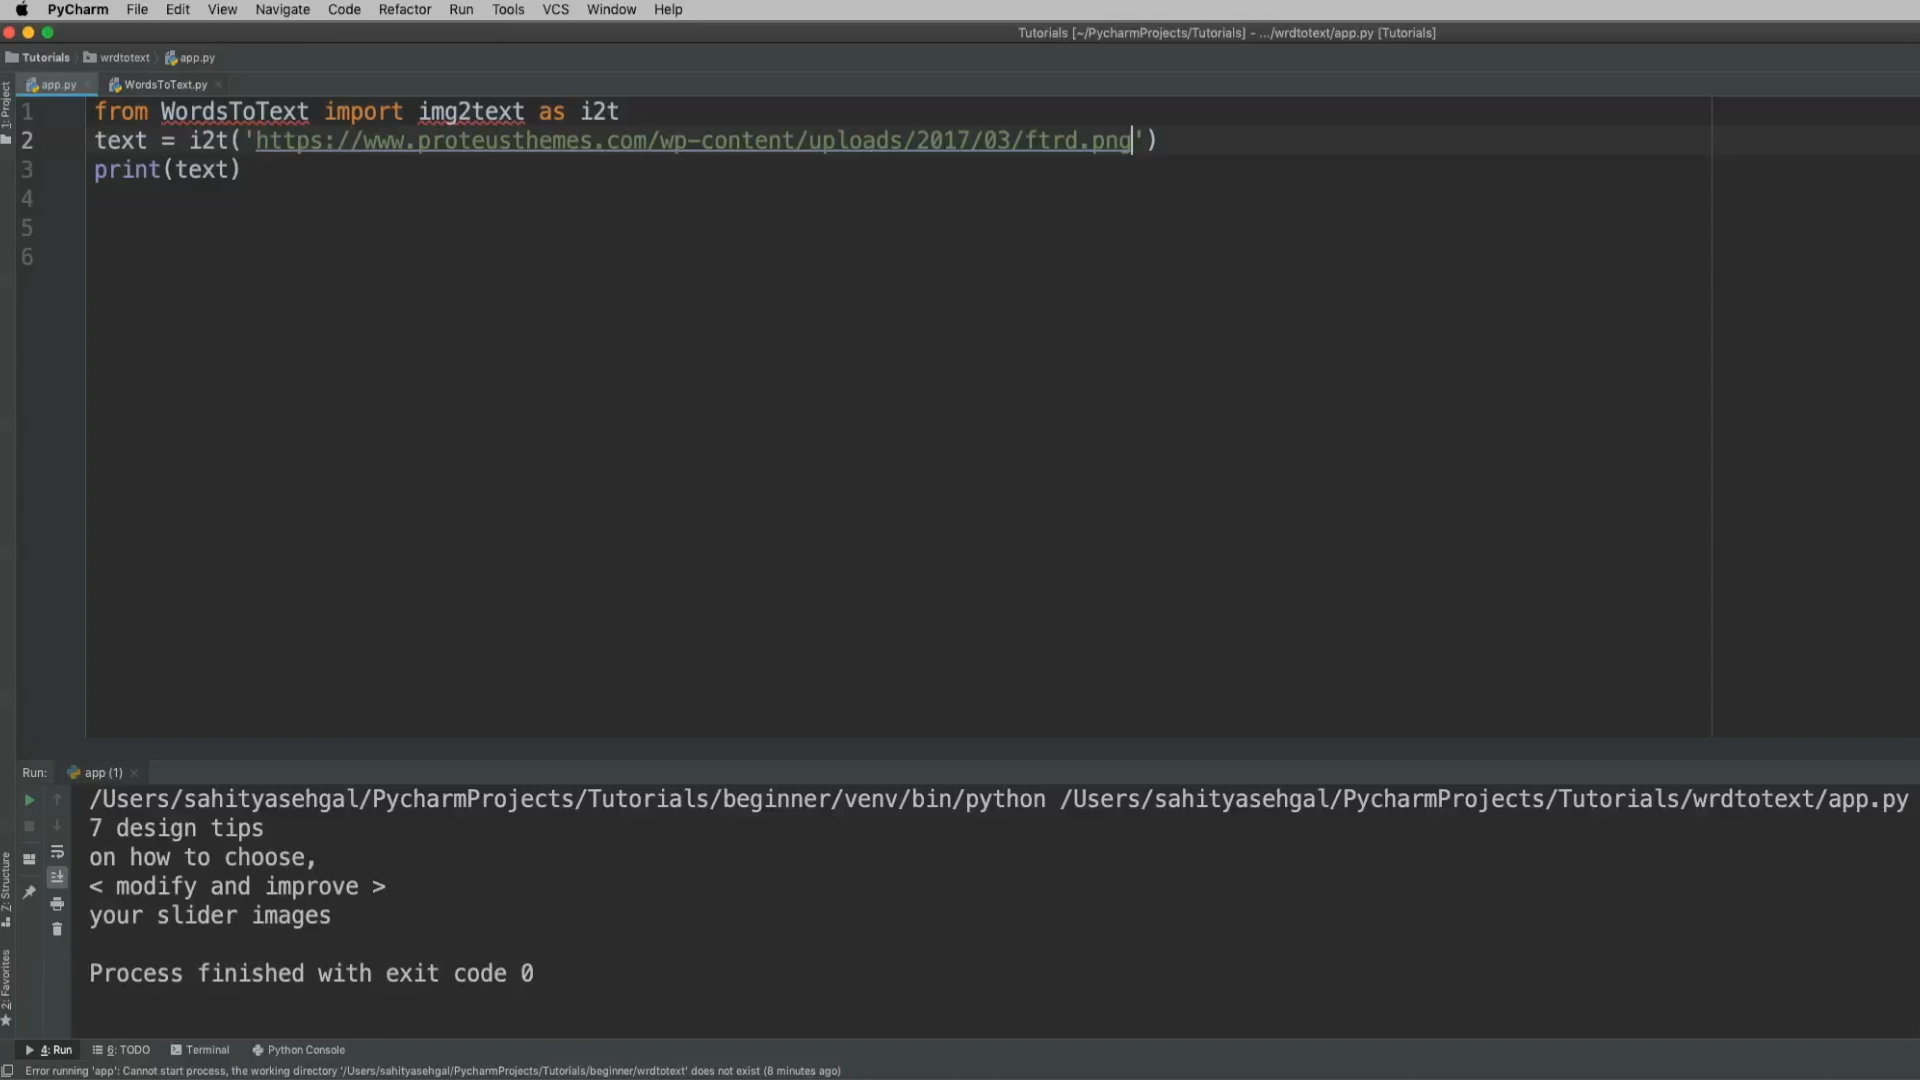 PyCharm File Edit View Navigate Code Refactor Run Tools VCS Window Help
Tutorials [~/PycharmProjects/Tutorials] - .../wrdtotext/app.py [Tutorials]
Tutorials wrdtotext app.py
app.py WordsToText.py
1: Project
1 from WordsToText import img2text as i2t
2 text = i2t('https://www.proteusthemes.com/wp-content/uploads/2017/03/ftrd.png')
3 print(text)
4
5
6
Run: app (1)
/Users/sahityasehgal/PycharmProjects/Tutorials/beginner/venv/bin/python /Users/sahityasehgal/PycharmProjects/Tutorials/wrdtotext/app.py
7 design tips
on how to choose,
< modify and improve >
your slider images
Process finished with exit code 0
Z: Structure
2: Favorites
4: Run 6: TODO Terminal Python Console
Error running 'app': Cannot start process, the working directory '/Users/sahityasehgal/PycharmProjects/Tutorials/beginner/wrdtotext' does not exist (8 minutes ago)